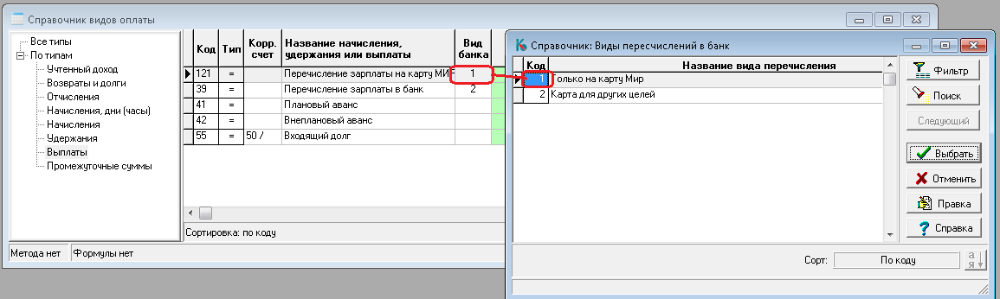 Справочник видов оплаты
Все типы
По типам
Учтенный доход
Возвраты и долги
Отчисления
Начисления, дни (часы)
Начисления
Удержания
Выплаты
Промежуточные суммы
Код Тип Корр. счет Название начисления, удержания или выплаты Вид банка
121 = Перечисление зарплаты на карту МИ 1
39 = Перечисление зарплаты в банк 2
41 = Плановый аванс
42 = Внеплановый аванс
55 = 50 / Входящий долг
Сортировка: по коду
Метода нет Формулы нет
Справочник: Виды пересчислений в банк
Код Название вида перечисления
1 Только на карту Мир
2 Карта для других целей
Фильтр
Поиск
Следующий
Выбрать
Отменить
Правка
? Справка
Сорт: По коду
а
я